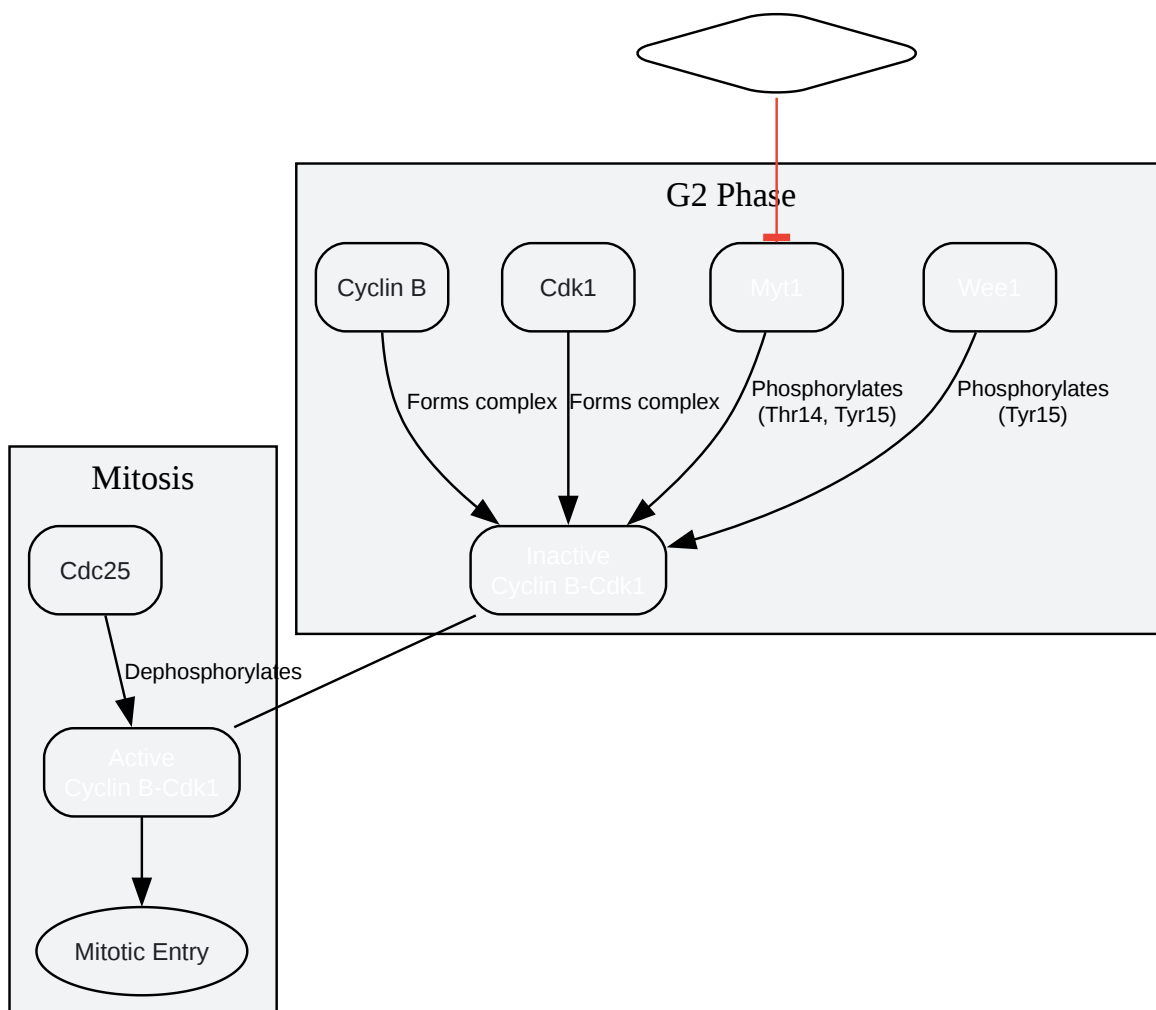 G2 Phase
Cyclin B
Cdk1
Myt1
Wee1
Forms complex
Forms complex
Phosphorylates
(Thr14, Tyr15)
Phosphorylates
(Tyr15)
Mitosis
Cdc25
Inactive
Cyclin B-Cdk1
Dephosphorylates
Active
Cyclin B-Cdk1
Mitotic Entry